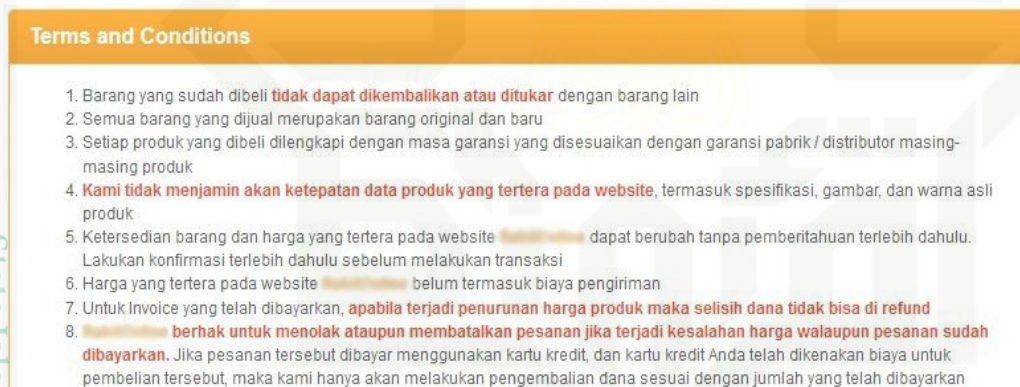 Terms and Conditions
1. Barang yang sudah dibeli tidak dapat dikembalikan atau ditukar dengan barang lain
2. Semua barang yang dijual merupakan barang original dan baru
3. Setiap produk yang dibeli dilengkapi dengan masa garansi yang disesuaikan dengan garansi pabrik / distributor masing-
masing produk
4. Kami tidak menjamin akan ketepatan data produk yang tertera pada website, termasuk spesifikasi, gambar, dan warna asli
produk
5. Ketersedian barang dan harga yang tertera pada website dapat berubah tanpa pemberitahuan terlebih dahulu.
Lakukan konfirmasi terlebih dahulu sebelum melakukan transaksi
6. Harga yang tertera pada website belum termasuk biaya pengiriman
7. Untuk Invoice yang telah dibayarkan, apabila terjadi penurunan harga produk maka selisih dana tidak bisa di refund
8. berhak untuk menolak ataupun membatalkan pesanan jika terjadi kesalahan harga walaupun pesanan sudah
dibayarkan. Jika pesanan tersebut dibayar menggunakan kartu kredit, dan kartu kredit Anda telah dikenakan biaya untuk
pembelian tersebut, maka kami hanya akan melakukan pengembalian dana sesuai dengan jumlah yang telah dibayarkan